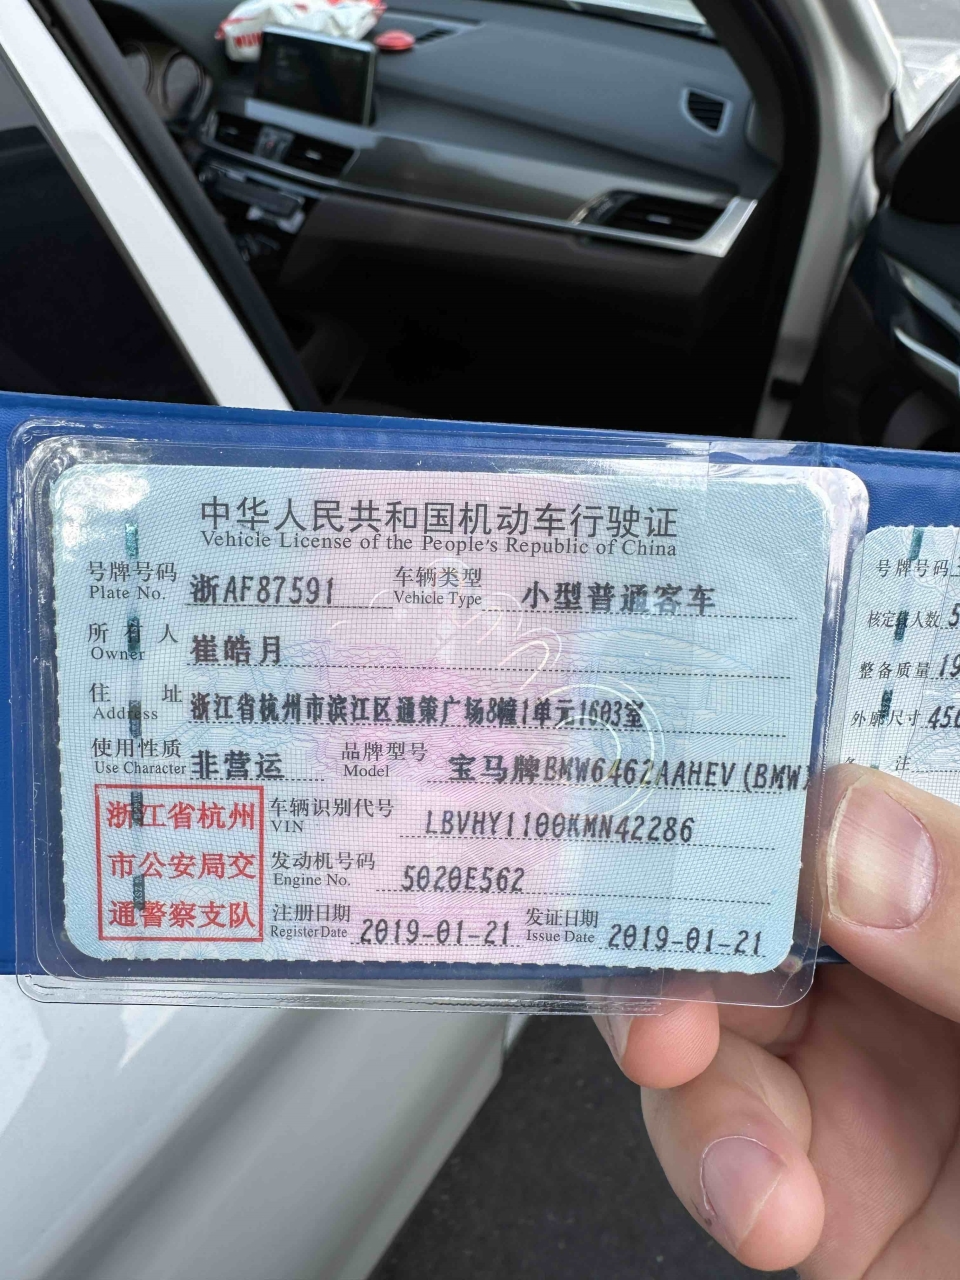 中华人民共和国机动车行驶证
Vehicle License of the People's Republic of China
号牌号码 浙AF87591 车辆类型 小型普通客车
Plate No. Vehicle Type
所有人 崔皓月
Owner
住址 浙江省杭州市滨江区通策广场8幢1单元1603室
Address
使用性质 非营运 品牌型号 宝马牌BMW6462AAHEV(BMW)
Use Character Model
浙江省杭州
市公安局交
通警察支队
车辆识别代号 LBVHY1100KMN42286
VIN
发动机号码 5020E562
Engine No.
注册日期 2019-01-21 发证日期 2019-01-21
Register Date Issue Date
号牌号码
核定载人数 5
整备质量 19
外廓尺寸 456
注